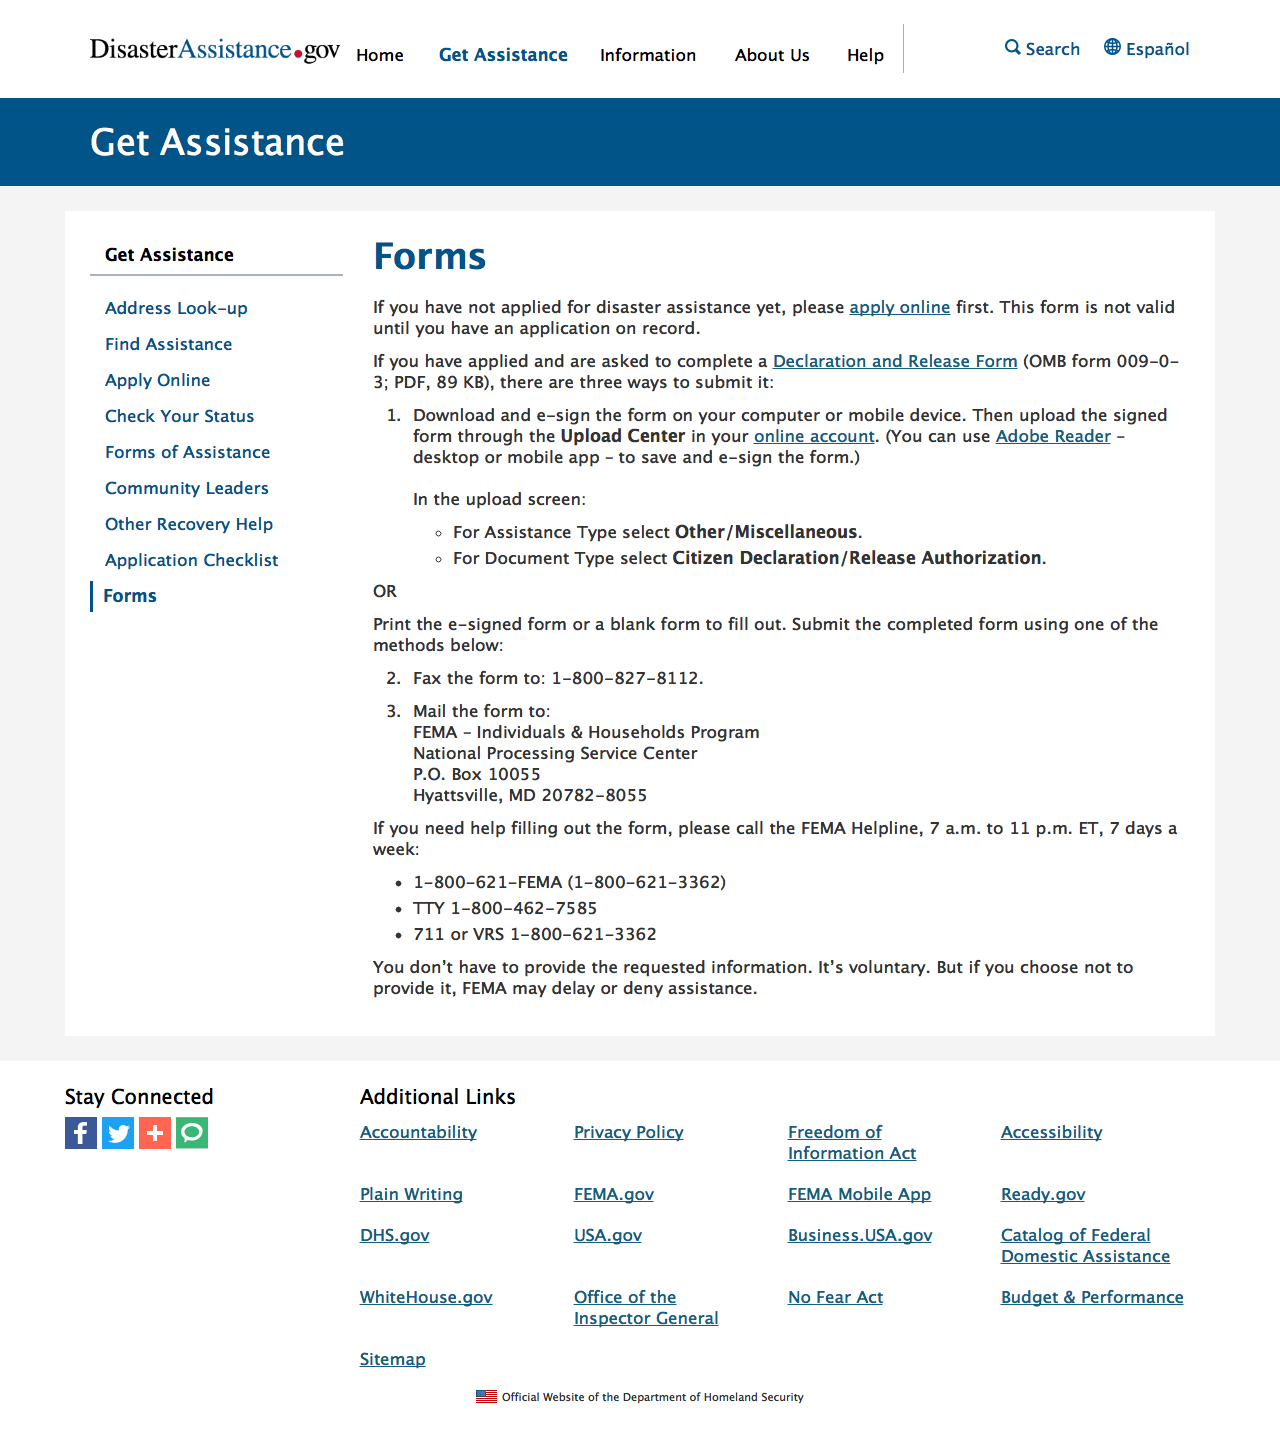 DisasterAssistance.gov
Home
Get Assistance
Information
About Us
Help
Search
Español
Get Assistance
Get Assistance
Address Look-up
Find Assistance
Apply Online
Check Your Status
Forms of Assistance
Community Leaders
Other Recovery Help
Application Checklist
Forms
Forms
If you have not applied for disaster assistance yet, please apply online first. This form is not valid
until you have an application on record.
If you have applied and are asked to complete a Declaration and Release Form (OMB form 009-0-
3; PDF, 89 KB), there are three ways to submit it:
1. Download and e-sign the form on your computer or mobile device. Then upload the signed
form through the Upload Center in your online account. (You can use Adobe Reader –
desktop or mobile app – to save and e-sign the form.)
In the upload screen:
◦ For Assistance Type select Other/Miscellaneous.
◦ For Document Type select Citizen Declaration/Release Authorization.
OR
Print the e-signed form or a blank form to fill out. Submit the completed form using one of the
methods below:
2. Fax the form to: 1-800-827-8112.
3. Mail the form to:
FEMA – Individuals & Households Program
National Processing Service Center
P.O. Box 10055
Hyattsville, MD 20782-8055
If you need help filling out the form, please call the FEMA Helpline, 7 a.m. to 11 p.m. ET, 7 days a
week:
• 1-800-621-FEMA (1-800-621-3362)
• TTY 1-800-462-7585
• 711 or VRS 1-800-621-3362
You don’t have to provide the requested information. It’s voluntary. But if you choose not to
provide it, FEMA may delay or deny assistance.
Stay Connected
Additional Links
Accountability
Privacy Policy
Freedom of
Information Act
Accessibility
Plain Writing
FEMA.gov
FEMA Mobile App
Ready.gov
DHS.gov
USA.gov
Business.USA.gov
Catalog of Federal
Domestic Assistance
WhiteHouse.gov
Office of the
Inspector General
No Fear Act
Budget & Performance
Sitemap
Official Website of the Department of Homeland Security